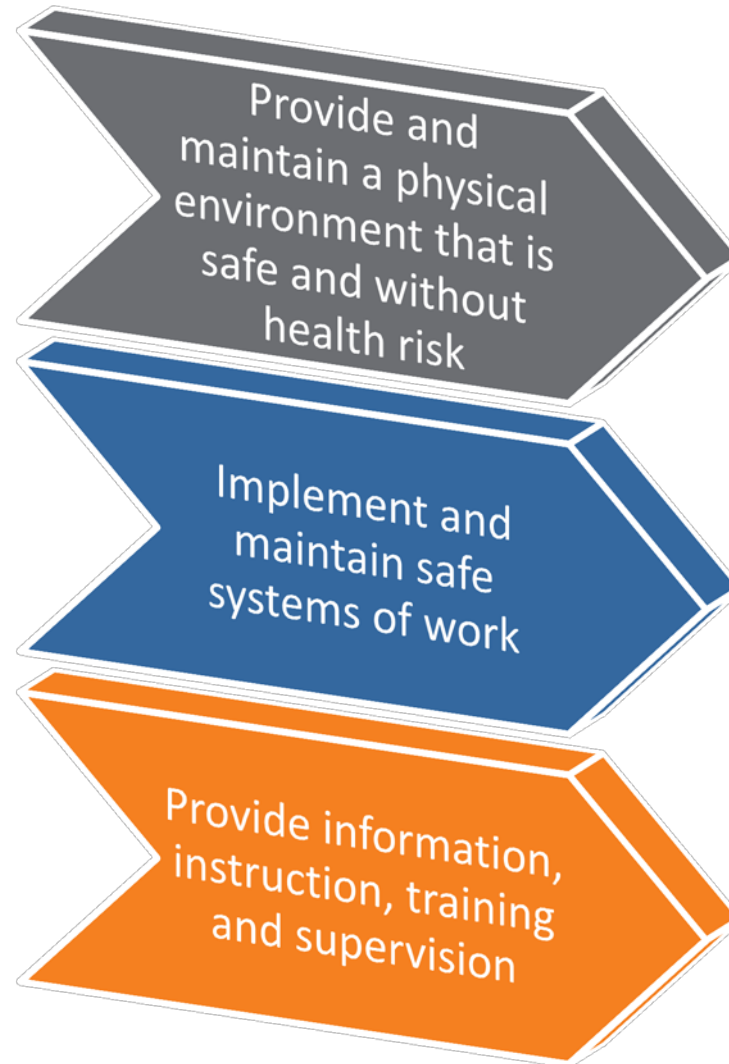 Provide and
maintain a physical
environment that is
safe and without
health risk
Implement and
maintain safe
systems of work
Provide information,
instruction, training
and supervision